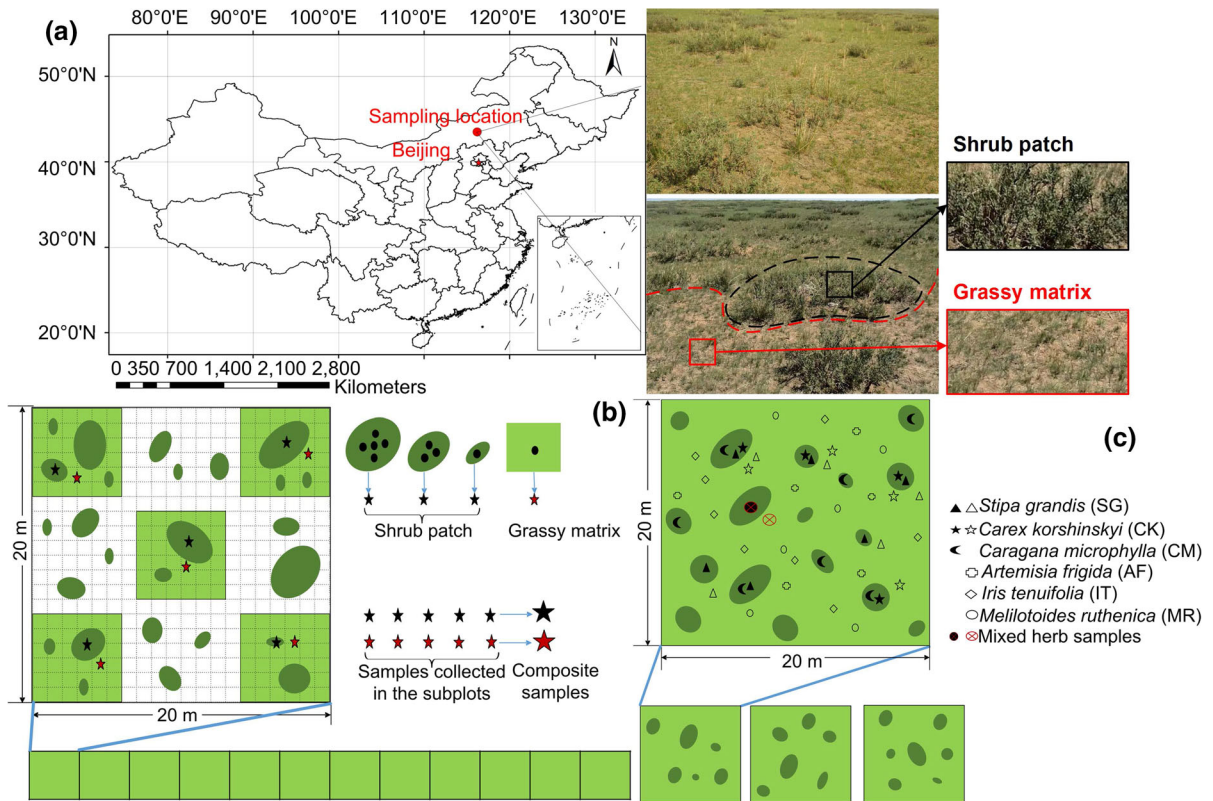 (a)
80°0'E 90°0'E 100°0'E 110°0'E 120°0'E 130°0'E
N
50°0'N
40°0'N
30°0'N
20°0'N
Sampling location
Beijing
0 350 700 1,400 2,100 2,800
Kilometers
Shrub patch
Grassy matrix
(b)
20 m
20 m
Shrub patch
Grassy matrix
Samples collected
in the subplots
Composite
samples
(c)
20 m
20 m
Stipa grandis (SG)
Carex korshinskyi (CK)
Caragana microphylla (CM)
Artemisia frigida (AF)
Iris tenuifolia (IT)
Melilotoides ruthenica (MR)
Mixed herb samples